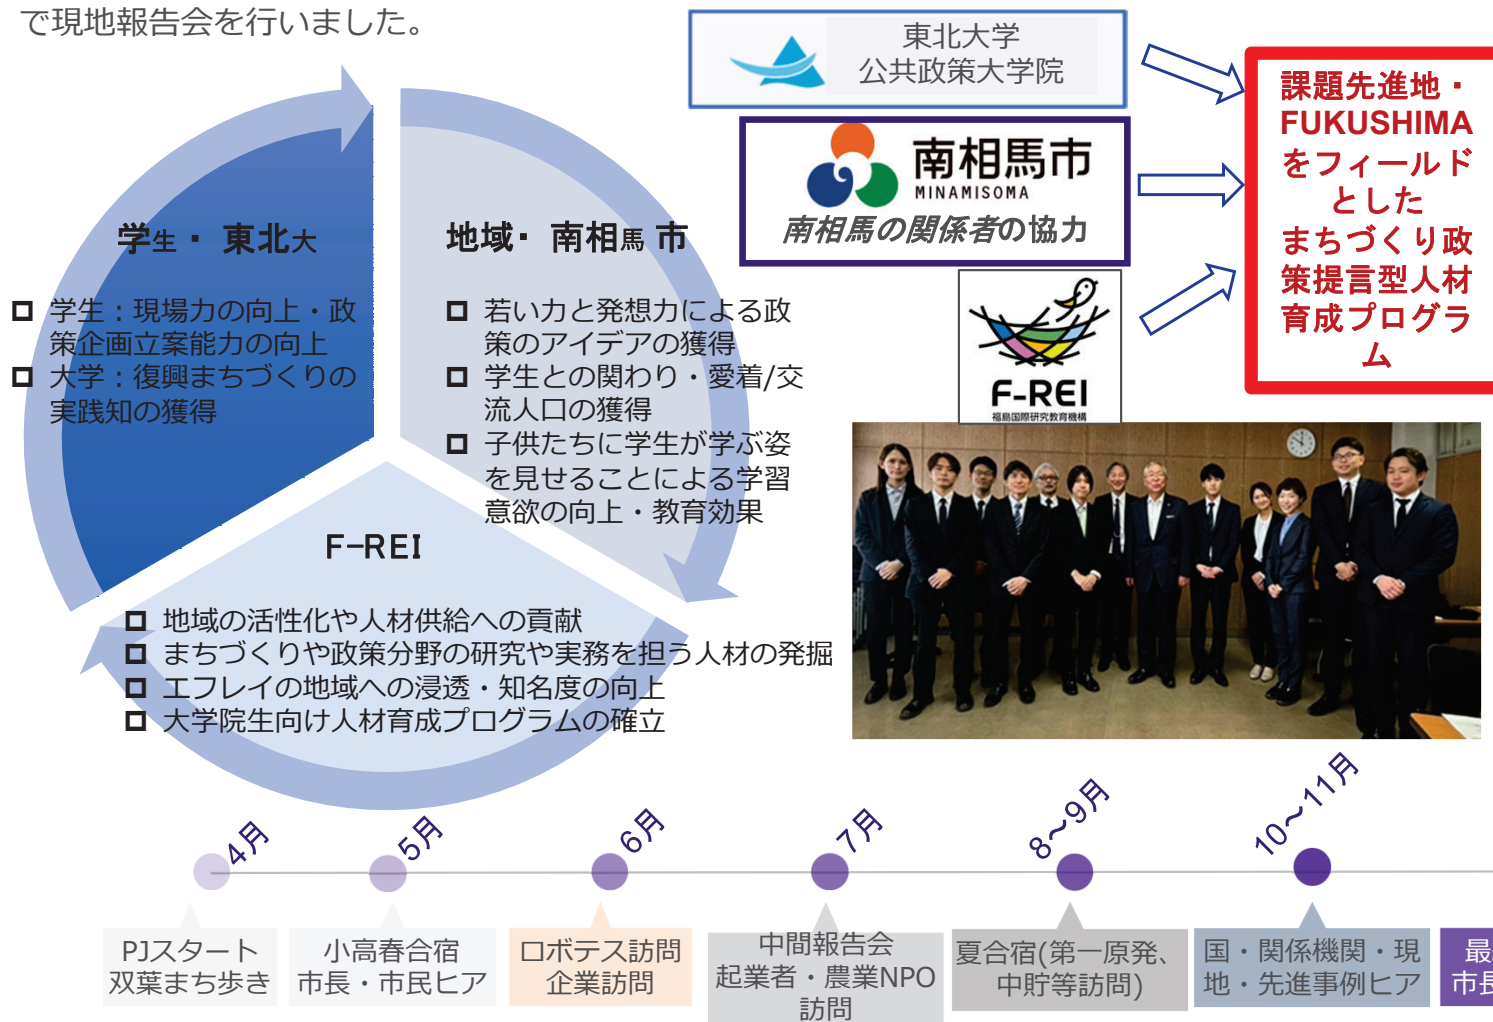 で現地報告会を行いました。
東北大学
公共政策大学院
南相馬市
MINAMISOMA
南相馬の関係者の協力
F-REI
福島国際研究教育機構
課題先進地・
FUKUSHIMA
をフィールド
とした
まちづくり政
策提言型人材
育成プログラ
ム
学生・ 東北大
学生：現場力の向上・政
策企画立案能力の向上
大学：復興まちづくりの
実践知の獲得
地域・ 南相馬 市
若い力と発想力による政
策のアイデアの獲得
学生との関わり・愛着/交
流人口の獲得
子供たちに学生が学ぶ姿
を見せることによる学習
意欲の向上・教育効果
F-REI
地域の活性化や人材供給への貢献
まちづくりや政策分野の研究や実務を担う人材の発掘
エフレイの地域への浸透・知名度の向上
大学院生向け人材育成プログラムの確立
4月
5月
6月
7月
8～9月
10～11月
PJスタート
双葉まち歩き
小高春合宿
市長・市民ヒア
ロボテス訪問
企業訪問
中間報告会
起業者・農業NPO
訪問
夏合宿(第一原発、
中貯等訪問)
国・関係機関・現
地・先進事例ヒア
最
市長